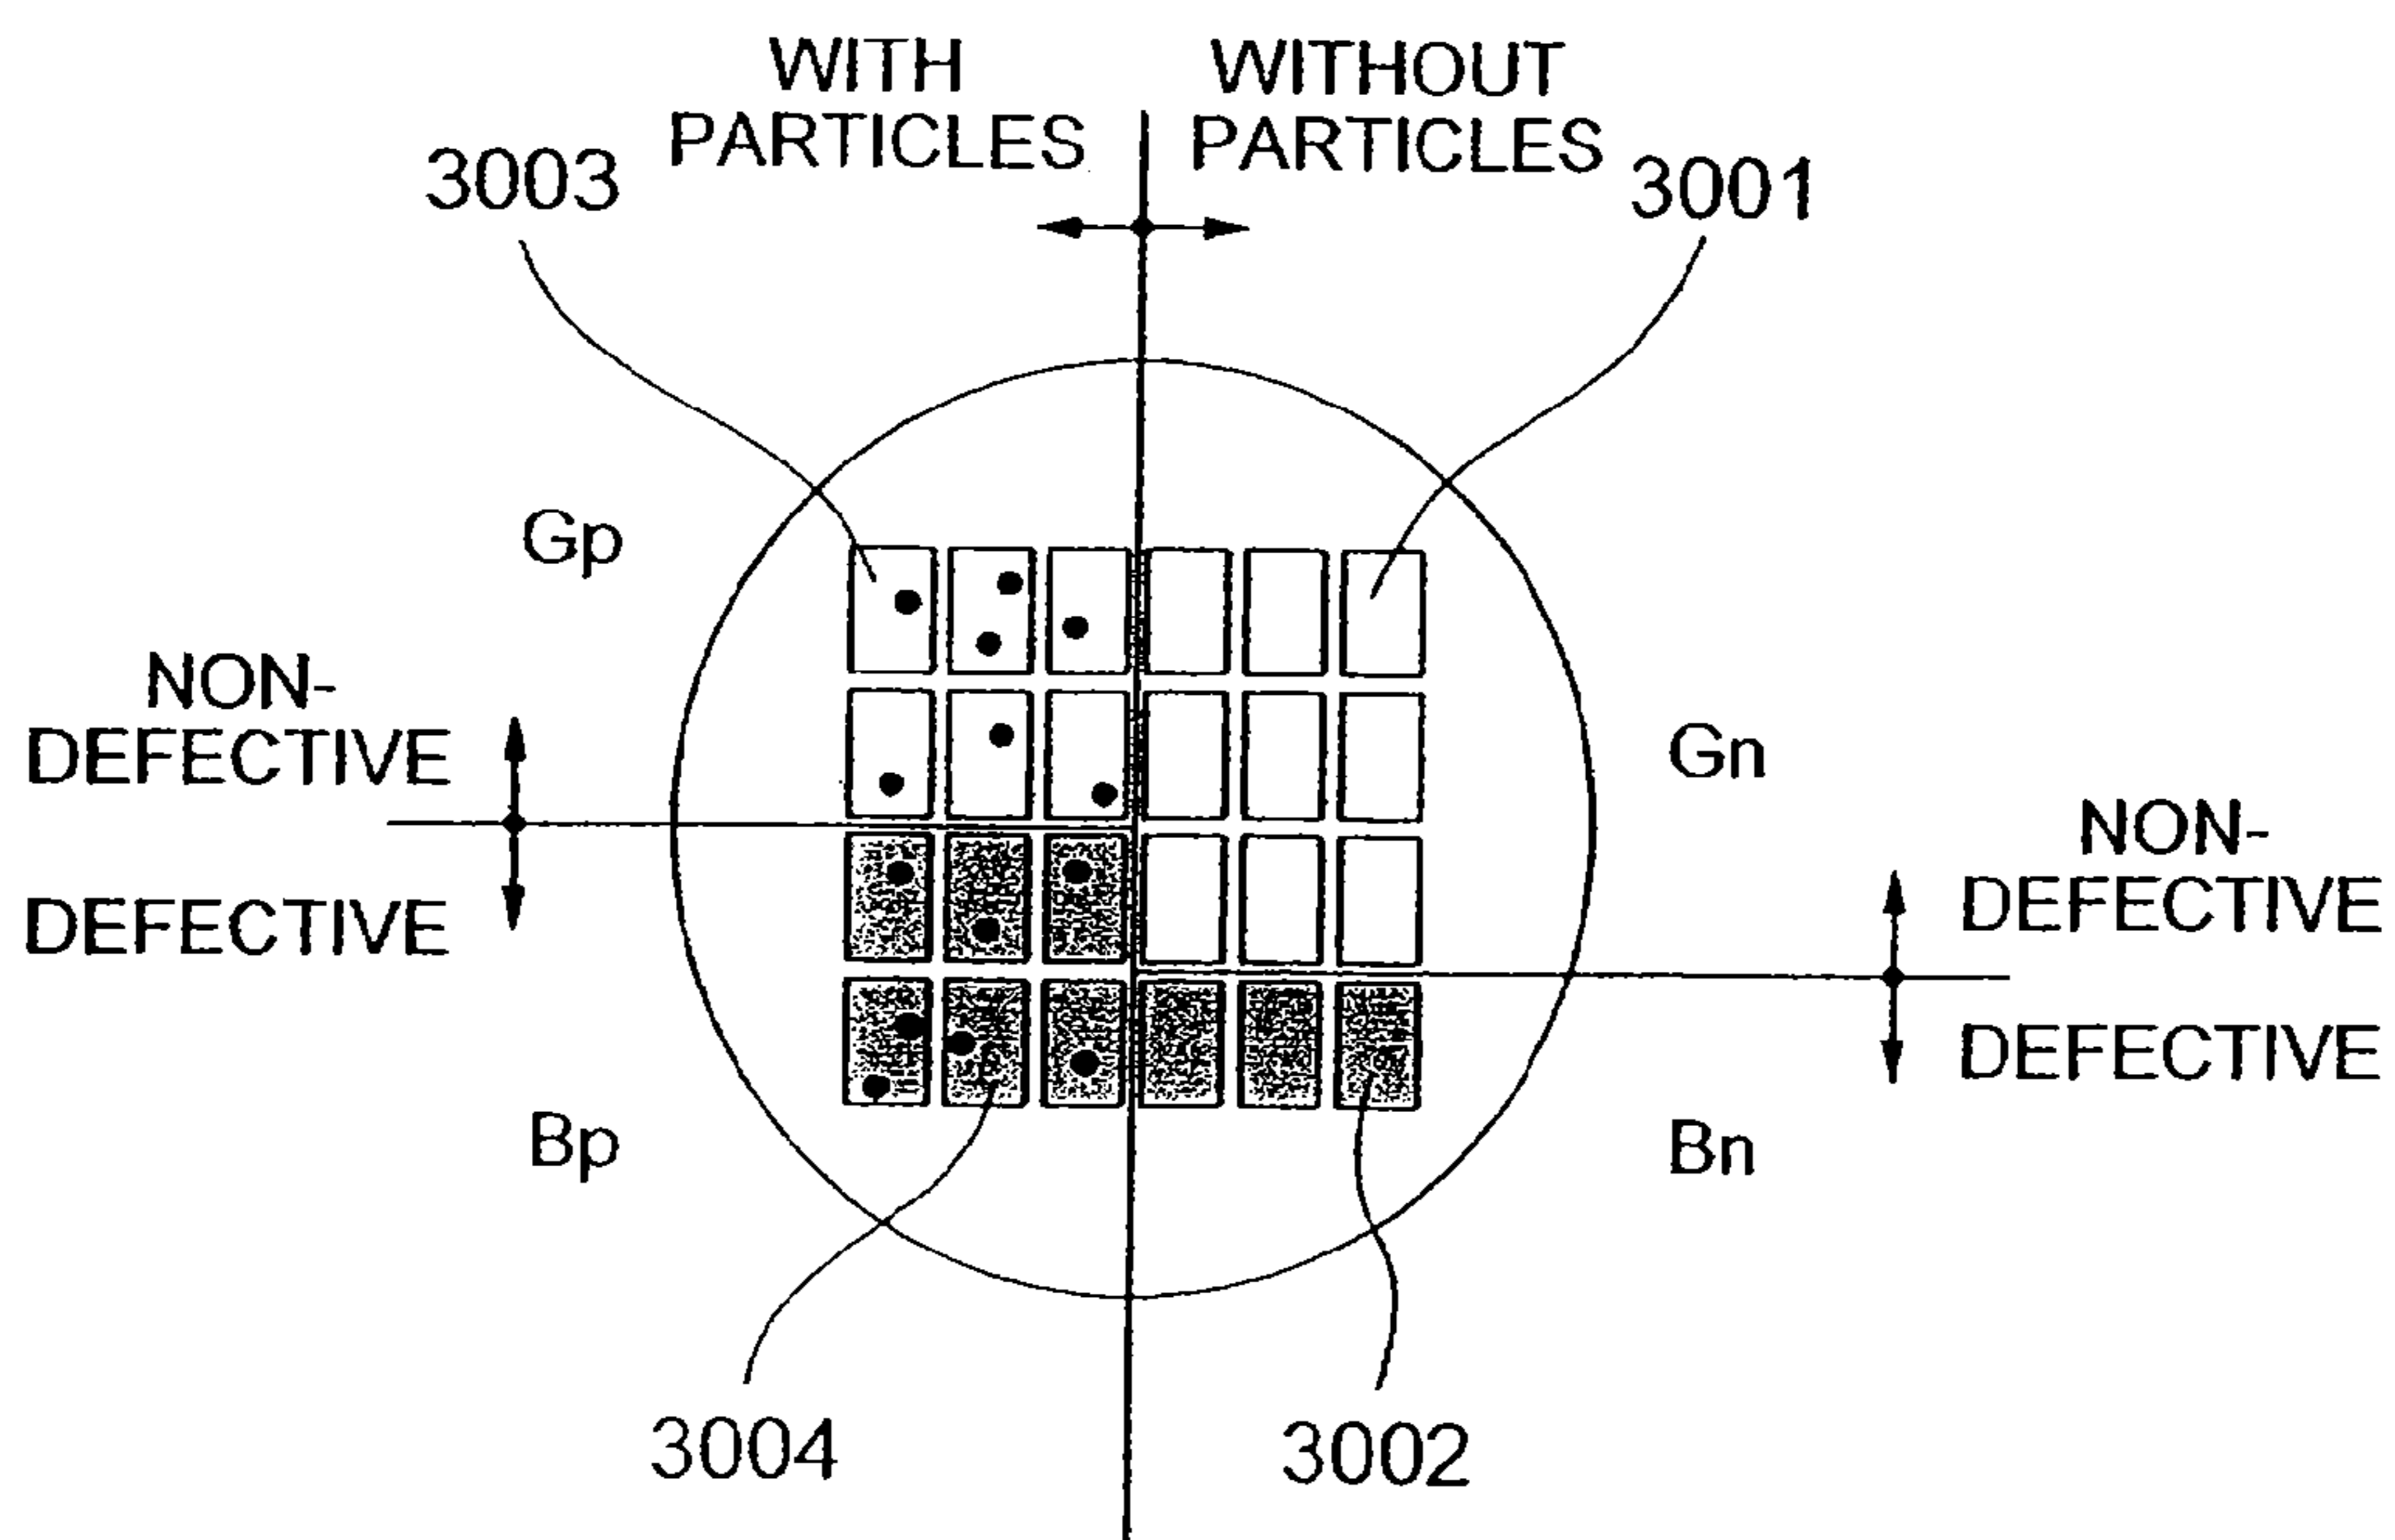 WITH
PARTICLES
WITHOUT
PARTICLES
3003
3001
Gp
NON-
DEFECTIVE
DEFECTIVE
Gn
NON-
DEFECTIVE
DEFECTIVE
Bp
Bn
3004
3002